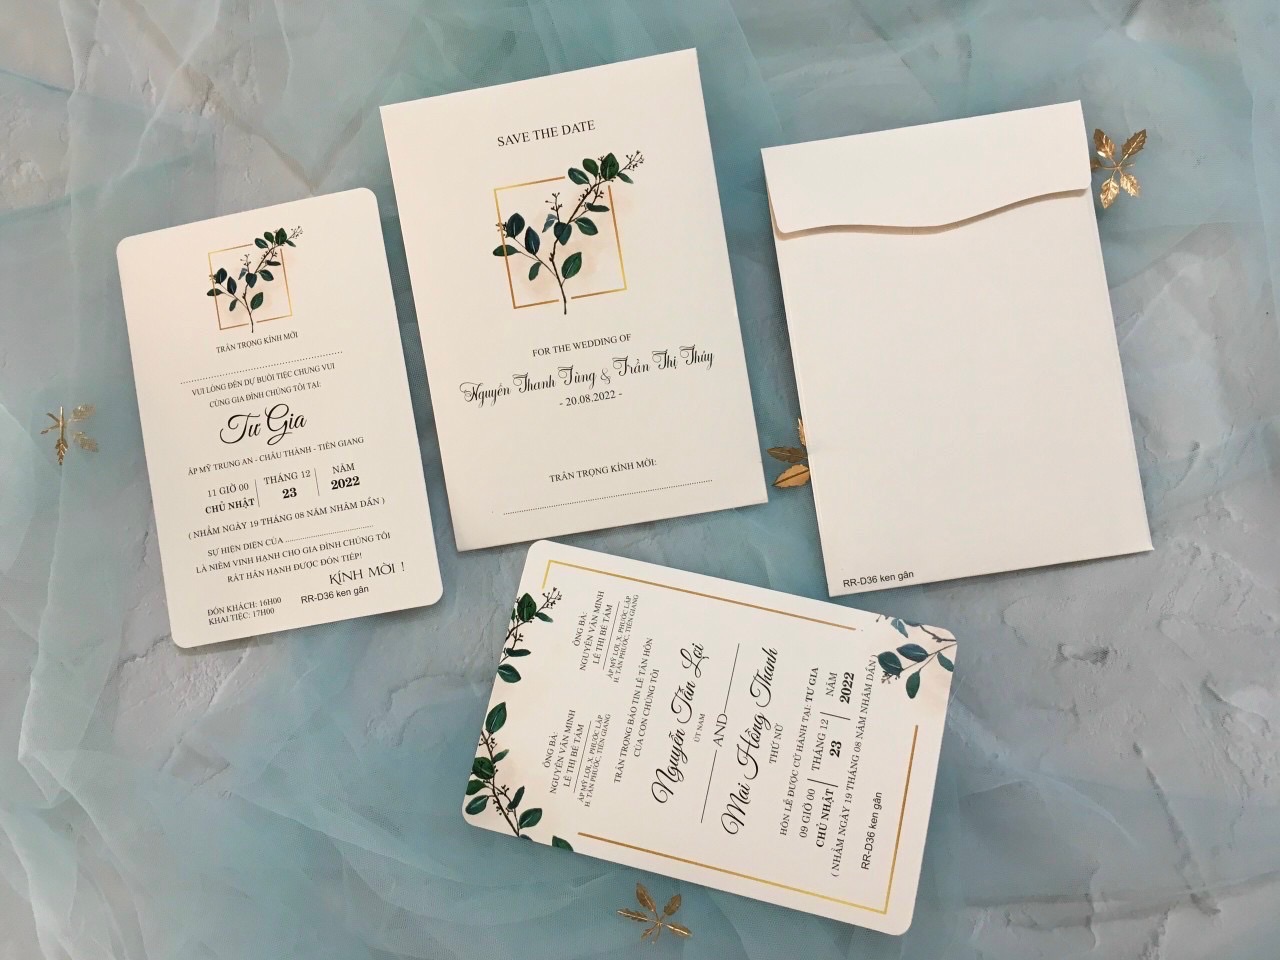 TRÂN TRỌNG KÍNH MỜI
VUI LÒNG ĐẾN DỰ BUỔI TIỆC CHUNG VUI
CÙNG GIA ĐÌNH CHÚNG TÔI TẠI:
Tư Gia
ẤP MỸ TRUNG AN - CHÂU THÀNH - TIỀN GIANG
11 GIỜ 00
CHỦ NHẬT
THÁNG 12
23
NĂM
2022
( NHẰM NGÀY 19 THÁNG 08 NĂM NHÂM DẦN )
SỰ HIỆN DIỆN CỦA
LÀ NIỀM VINH HẠNH CHO GIA ĐÌNH CHÚNG TÔI
RẤT HÂN HẠNH ĐƯỢC ĐÓN TIẾP!
KÍNH MỜI !
RR-D36 ken gân
ĐÓN KHÁCH: 16H00
KHAI TIỆC: 17H00
SAVE THE DATE
FOR THE WEDDING OF
Nguyễn Thanh Tùng & Trần Thị Thúy
- 20.08.2022 -
TRÂN TRỌNG KÍNH MỜI:
RR-D36 ken gân
ÔNG BÀ:
NGUYỄN VĂN MINH
LÊ THỊ BÉ TÁM
ẤP MỸ LỢI, X. PHƯỚC LẬP
H. TÂN PHƯỚC, TIỀN GIANG
ÔNG BÀ:
NGUYỄN VĂN MINH
LÊ THỊ BÉ TÁM
ẤP MỸ LỢI, X. PHƯỚC LẬP
H. TÂN PHƯỚC, TIỀN GIANG
TRÂN TRỌNG BÁO TIN LỄ TÂN HÔN
CỦA CON CHÚNG TÔI
Nguyễn Tấn Lợi
ÚT NAM
AND
Mai Hồng Thanh
THỨ NỮ
HÔN LỄ ĐƯỢC CỬ HÀNH TẠI: TƯ GIA
09 GIỜ 00
CHỦ NHẬT
THÁNG 12
23
NĂM
2022
( NHẰM NGÀY 19 THÁNG 08 NĂM NHÂM DẦN )
RR-D36 ken gân